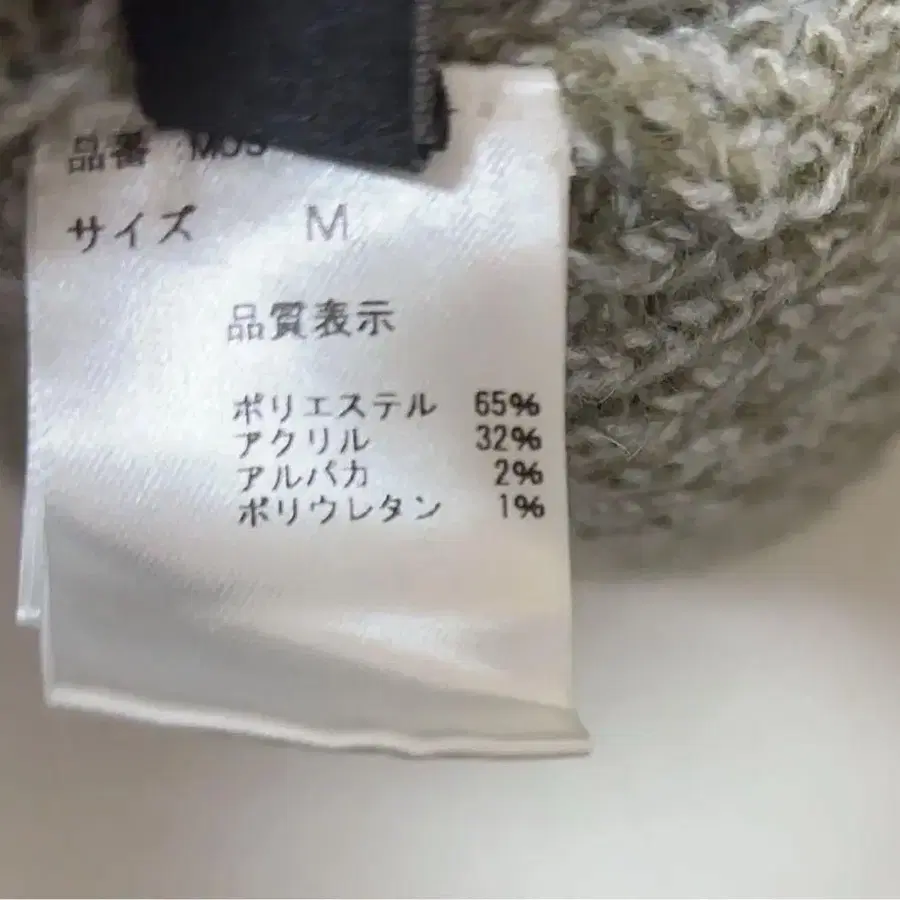 品番
サイズ M
品質表示
ポリエステル 65%
アクリル 32%
アルパカ 2%
ポリウレタン 1%